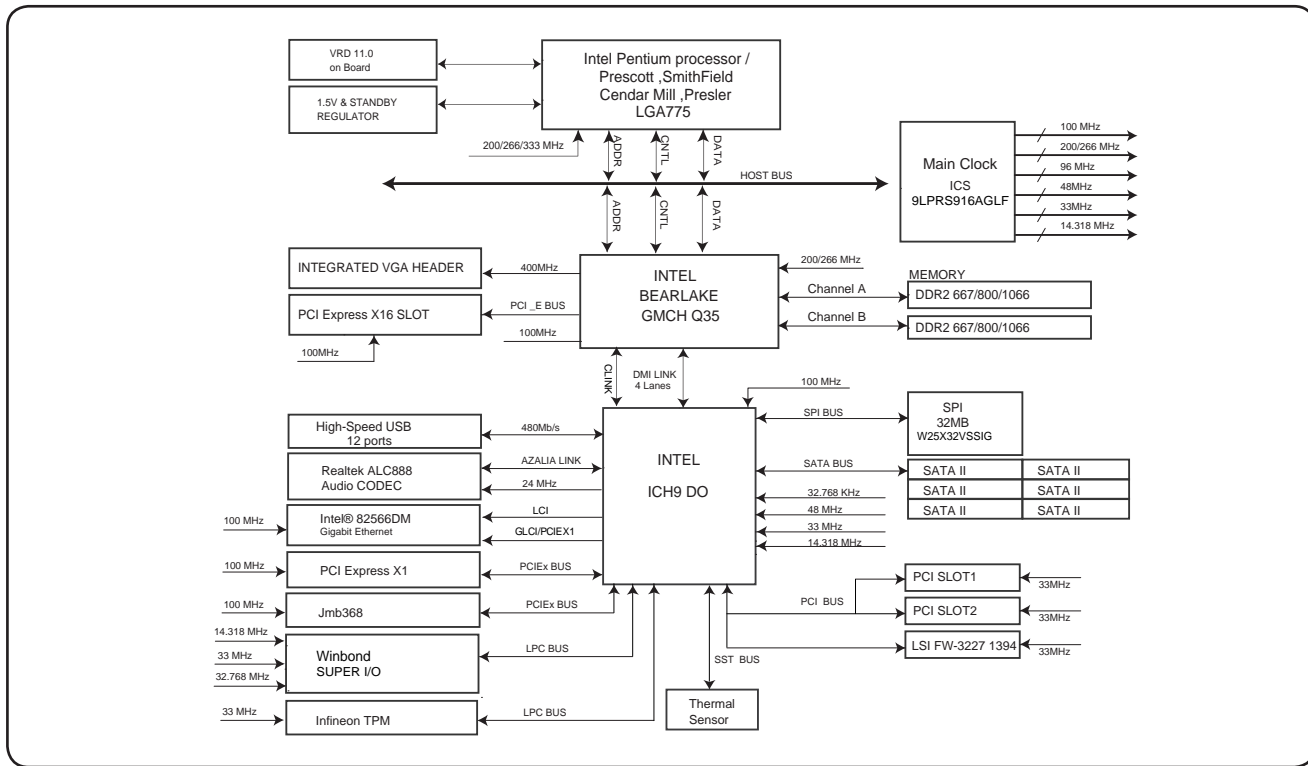 VRD 11.0
on Board
1.5V & STANDBY
REGULATOR
Intel Pentium processor /
Prescott ,SmithField
Cendar Mill ,Presler
LGA775
200/266/333 MHz
ADDR
CNTL
DATA
HOST BUS
ADDR
CNTL
DATA
Main Clock
ICS
9LPRS916AGLF
100 MHz
200/266 MHz
96 MHz
48MHz
33MHz
14.318 MHz
INTEGRATED VGA HEADER
400MHz
PCI Express X16 SLOT
PCI _E BUS
100MHz
100MHz
INTEL
BEARLAKE
GMCH Q35
200/266 MHz
Channel A
Channel B
MEMORY
DDR2 667/800/1066
DDR2 667/800/1066
CLINK
DMI LINK
4 Lanes
100 MHz
INTEL
ICH9 DO
High-Speed USB
12 ports
480Mb/s
Realtek ALC888
Audio CODEC
AZALIA LINK
24 MHz
100 MHz
Intel® 82566DM
Gigabit Ethernet
LCI
GLCI/PCIEX1
100 MHz
PCI Express X1
PCIEx BUS
100 MHz
Jmb368
PCIEx BUS
14.318 MHz
33 MHz
32.768 MHz
Winbond
SUPER I/O
LPC BUS
33 MHz
Infineon TPM
LPC BUS
SPI BUS
SPI
32MB
W25X32VSSIG
SATA BUS
SATA II SATA II
SATA II SATA II
SATA II SATA II
32.768 KHz
48 MHz
33 MHz
14.318 MHz
PCI BUS
PCI SLOT1
33MHz
PCI SLOT2
33MHz
LSI FW-3227 1394
33MHz
SST BUS
Thermal
Sensor